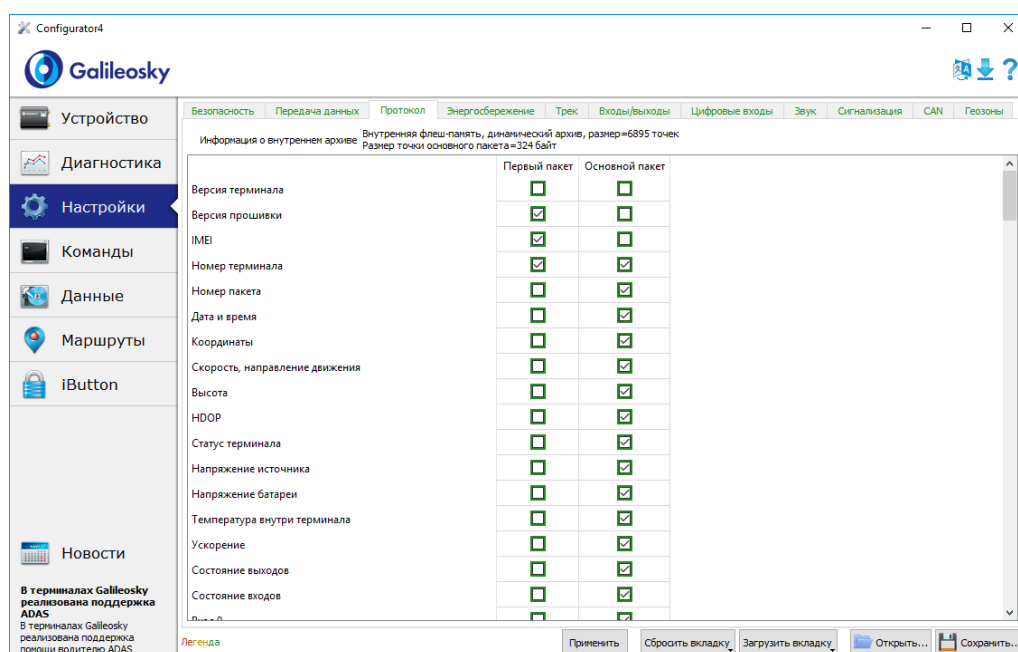 Configurator4
Galileosky
Устройство
Диагностика
Настройки
Команды
Данные
Маршруты
iButton
Новости
В терминалах Galileosky
реализована поддержка
ADAS
В терминалах Galileosky
реализована поддержка
помощи водителю ADAS
Безопасность Передача данных Протокол Энергосбережение Трек Входы/выходы Цифровые входы Звук Сигнализация CAN Геозоны
Информация о внутреннем архиве
Внутренняя флеш-память, динамический архив, размер=6895 точек
Размер точки основного пакета=324 байт
Первый пакет Основной пакет
Версия терминала
Версия прошивки
IMEI
Номер терминала
Номер пакета
Дата и время
Координаты
Скорость, направление движения
Высота
HDOP
Статус терминала
Напряжение источника
Напряжение батареи
Температура внутри терминала
Ускорение
Состояние выходов
Состояние входов
Легенда
Применить Сбросить вкладку Загрузить вкладку Открыть... Сохранить...